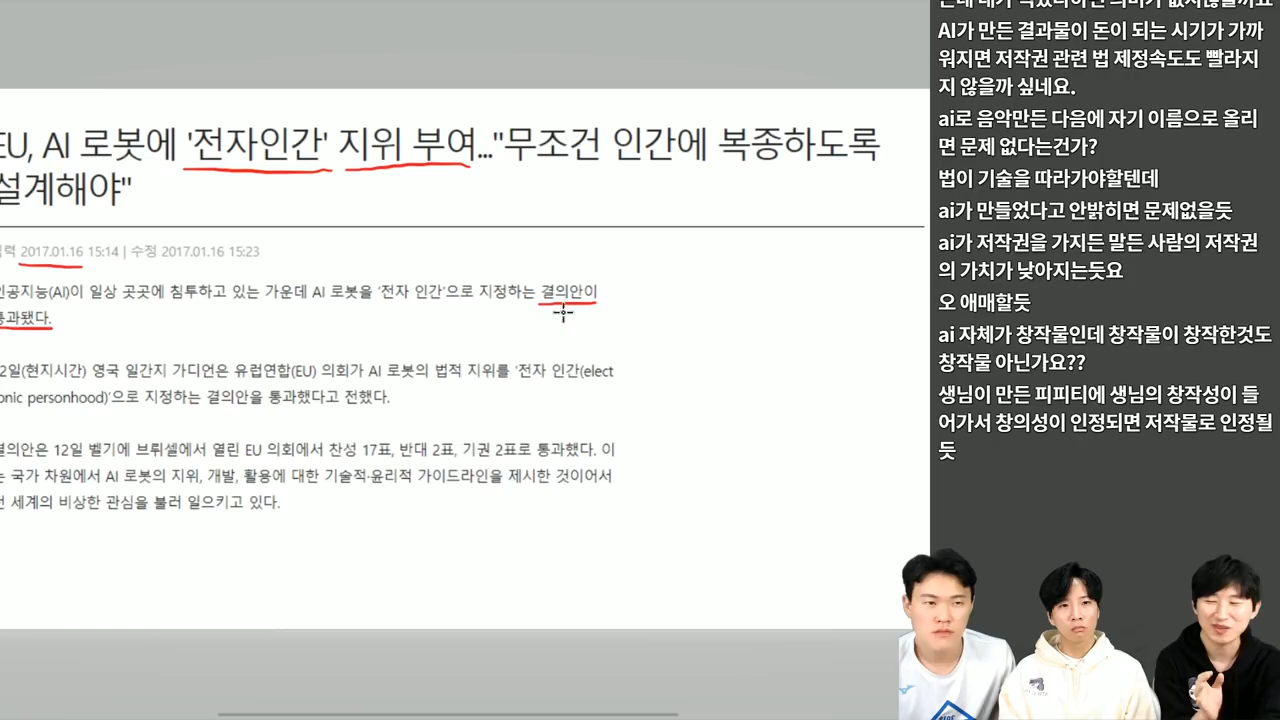 EU, AI 로봇에 '전자인간' 지위 부여..."무조건 인간에 복종하도록
설계해야"
2017.01.16 15:14 | 수정 2017.01.16 15:23
인공지능(AI)이 일상 곳곳에 침투하고 있는 가운데 AI 로봇을 '전자 인간'으로 지정하는 결의안이
통과됐다.
2일(현지시간) 영국 일간지 가디언은 유럽연합(EU) 의회가 AI 로봇의 법적 지위를 '전자 인간(elect
onic personhood)'으로 지정하는 결의안을 통과했다고 전했다.
결의안은 12일 벨기에 브뤼셀에서 열린 EU 의회에서 찬성 17표, 반대 2표, 기권 2표로 통과했다. 이
는 국가 차원에서 AI 로봇의 지위, 개발, 활용에 대한 기술적·윤리적 가이드라인을 제시한 것이어서
전 세계의 비상한 관심을 불러 일으키고 있다.
AI가 만든 결과물이 돈이 되는 시기가 가까
워지면 저작권 관련 법 제정속도도 빨라지
지 않을까 싶네요.
ai로 음악만든 다음에 자기 이름으로 올리
면 문제 없다는건가?
법이 기술을 따라가야할텐데
ai가 만들었다고 안밝히면 문제없을듯
ai가 저작권을 가지든 말든 사람의 저작권
의 가치가 낮아지는듯요
오 애매할듯
ai 자체가 창작물인데 창작물이 창작한것도
창작물 아닌가요??
생님이 만든 피피티에 생님의 창작성이 들
어가서 창의성이 인정되면 저작물로 인정될
듯